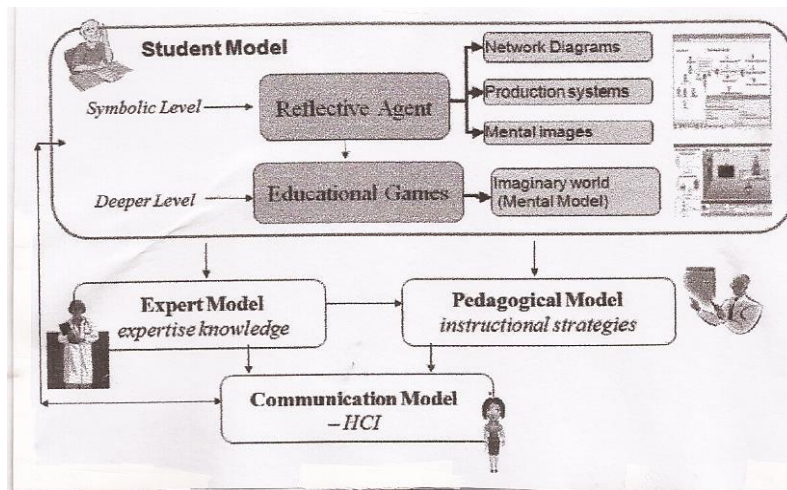 Student Model
Network Diagrams
Symbolic Level
Reflective Agent
Production systems
Mental images
Deeper Level
Educational Games
Imaginary world
(Mental Model)
Expert Model
expertise knowledge
Pedagogical Model
instructional strategies
Communication Model
–HCI